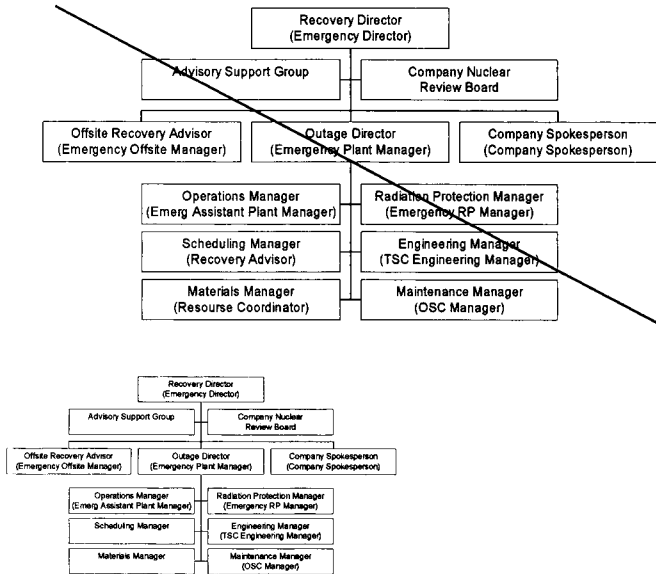 Recovery Director
(Emergency Director)
Advisory Support Group
Company Nuclear
Review Board
Offsite Recovery Advisor
(Emergency Offsite Manager)
Outage Director
(Emergency Plant Manager)
Company Spokesperson
(Company Spokesperson)
Operations Manager
(Emerg Assistant Plant Manager)
Radiation Protection Manager
(Emergency RP Manager)
Scheduling Manager
(Recovery Advisor)
Engineering Manager
(TSC Engineering Manager)
Materials Manager
(Resourse Coordinator)
Maintenance Manager
(OSC Manager)
Recovery Director
(Emergency Director)
Advisory Support Group
Company Nuclear
Review Board
Offsite Recovery Advisor
(Emergency Offsite Manager)
Outage Director
(Emergency Plant Manager)
Company Spokesperson
(Company Spokesperson)
Operations Manager
(Emerg Assistant Plant Manager)
Radiation Protection Manager
(Emergency RP Manager)
Scheduling Manager
Engineering Manager
(TSC Engineering Manager)
Materials Manager
Maintenance Manager
(OSC Manager)